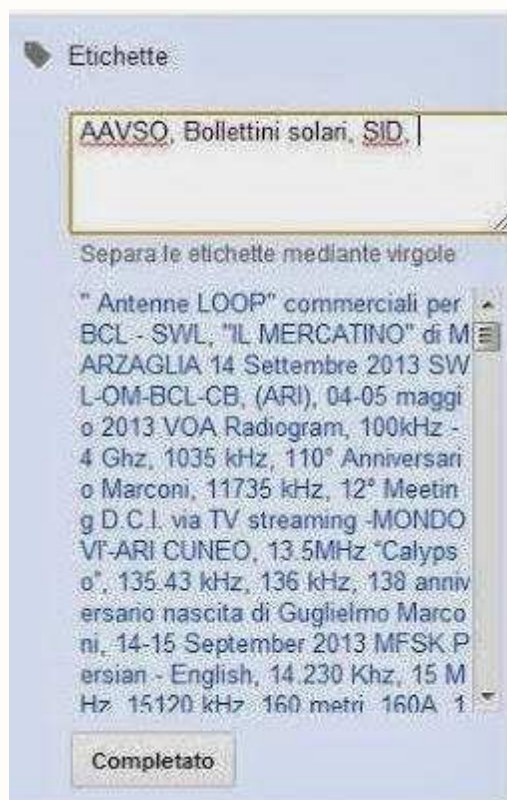 Etichette
AAVSO, Bollettini solari, SID,
Separa le etichette mediante virgole
" Antenne LOOP" commerciali per
BCL - SWL, "IL MERCATINO" di M
ARZAGLIA 14 Settembre 2013 SW
L-OM-BCL-CB, (ARI), 04-05 maggi
o 2013 VOA Radiogram, 100kHz -
4 Ghz, 1035 kHz, 110° Anniversari
o Marconi, 11735 kHz, 12° Meetin
g D.C.I. via TV streaming -MONDO
VI'-ARI CUNEO, 13.5MHz "Calyps
o", 135.43 kHz, 136 kHz, 138 anniv
ersario nascita di Guglielmo Marco
ni, 14-15 September 2013 MFSK P
ersian - English, 14.230 Khz, 15 M
Hz, 15120 kHz, 160 metri, 160A, 1
Completato